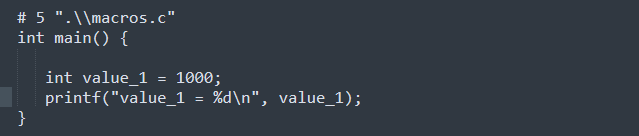 # 5 ".\\macros.c"
int main() {
int value_1 = 1000;
printf("value_1 = %d\n", value_1);
}